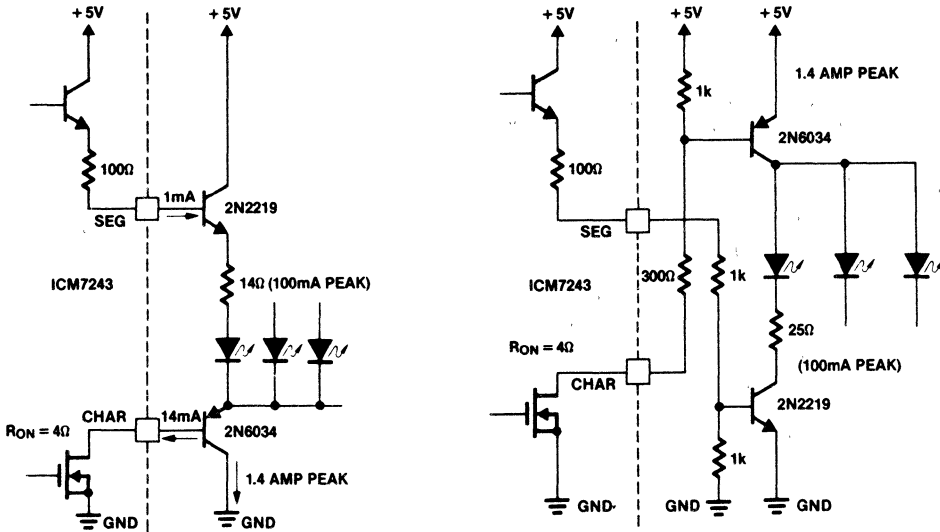 +5V
+5V
100Ω
1mA
SEG
2N2219
14Ω (100mA PEAK)
ICM7243
CHAR
14mA
RON = 4Ω
2N6034
1.4 AMP PEAK
GND
GND
+5V
+5V
+5V
1k
1.4 AMP PEAK
2N6034
100Ω
SEG
ICM7243
300Ω
1k
25Ω
RON = 4Ω
(100mA PEAK)
CHAR
2N2219
1k
GND
GND
GND